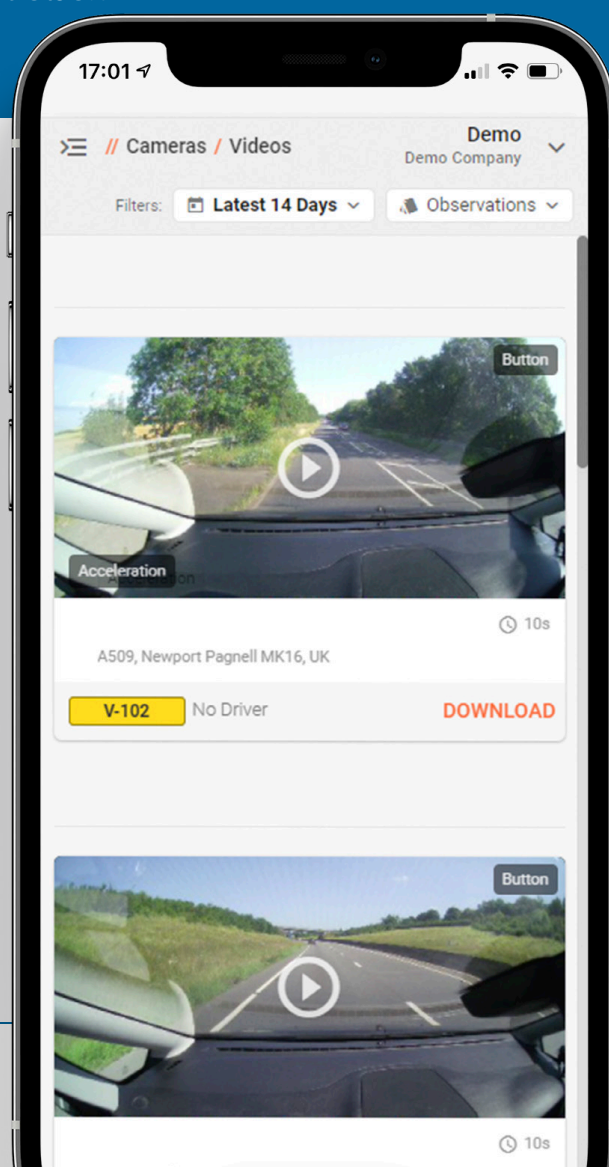 17:01
// Cameras / Videos
Demo
Demo Company
Filters:
Latest 14 Days
Observations
Button
Acceleration
10s
A509, Newport Pagnell MK16, UK
V-102
No Driver
DOWNLOAD
Button
10s